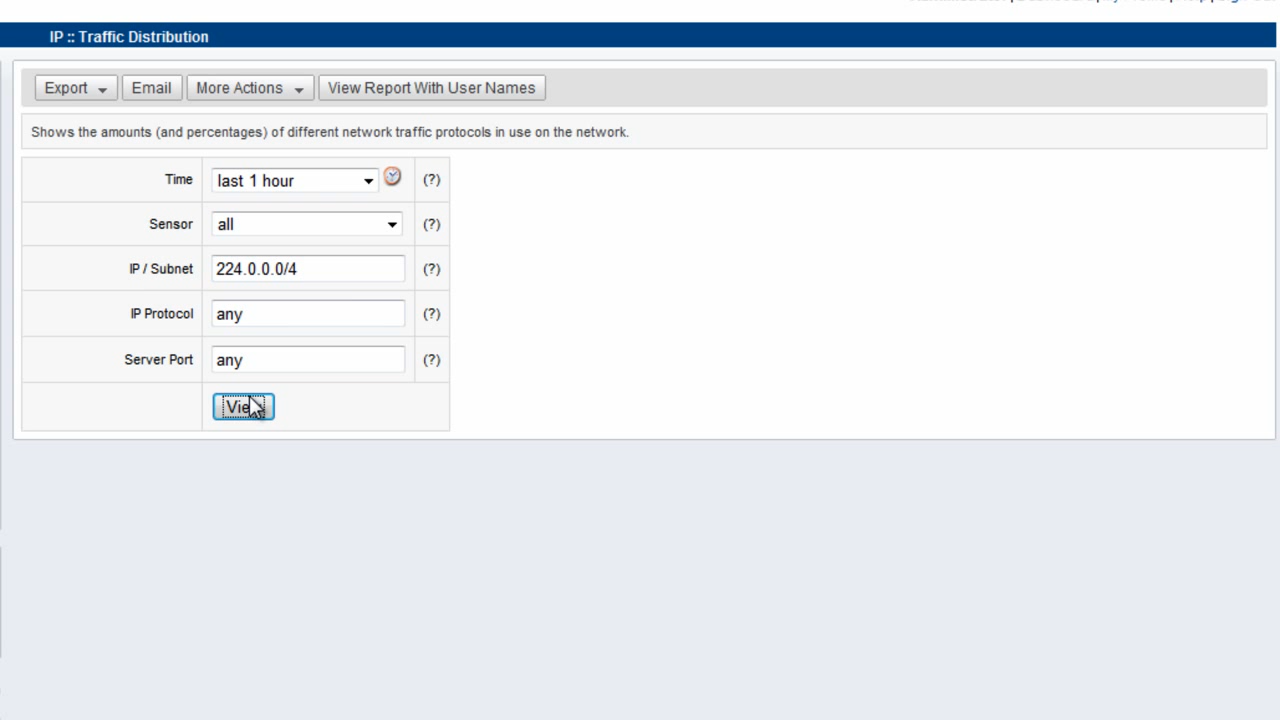 IP :: Traffic Distribution
Export Email More Actions View Report With User Names
Shows the amounts (and percentages) of different network traffic protocols in use on the network.
Time last 1 hour (?)
Sensor all (?)
IP / Subnet 224.0.0.0/4 (?)
IP Protocol any (?)
Server Port any (?)